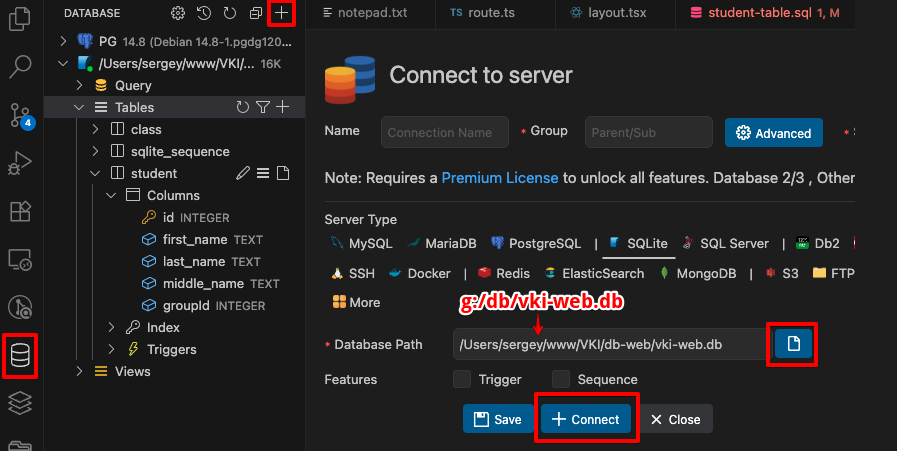 DATABASE
PG 14.8 (Debian 14.8-1.pgdg120...
/Users/sergey/www/VKI/... 16K
Query
Tables
class
sqlite_sequence
student
Columns
id INTEGER
first_name TEXT
last_name TEXT
middle_name TEXT
groupId INTEGER
Index
Triggers
Views
4
notepad.txt
TS route.ts
layout.tsx
student-table.sql 1, M
Connect to server
Name Connection Name * Group Parent/Sub Advanced *
Note: Requires a Premium License to unlock all features. Database 2/3 , Other
Server Type
MySQL MariaDB PostgreSQL | SQLite SQL Server | Db2
SSH Docker | Redis ElasticSearch MongoDB | S3 FTP
More
g:/db/vki-web.db
* Database Path /Users/sergey/www/VKI/db-web/vki-web.db
Features Trigger Sequence
Save Connect Close